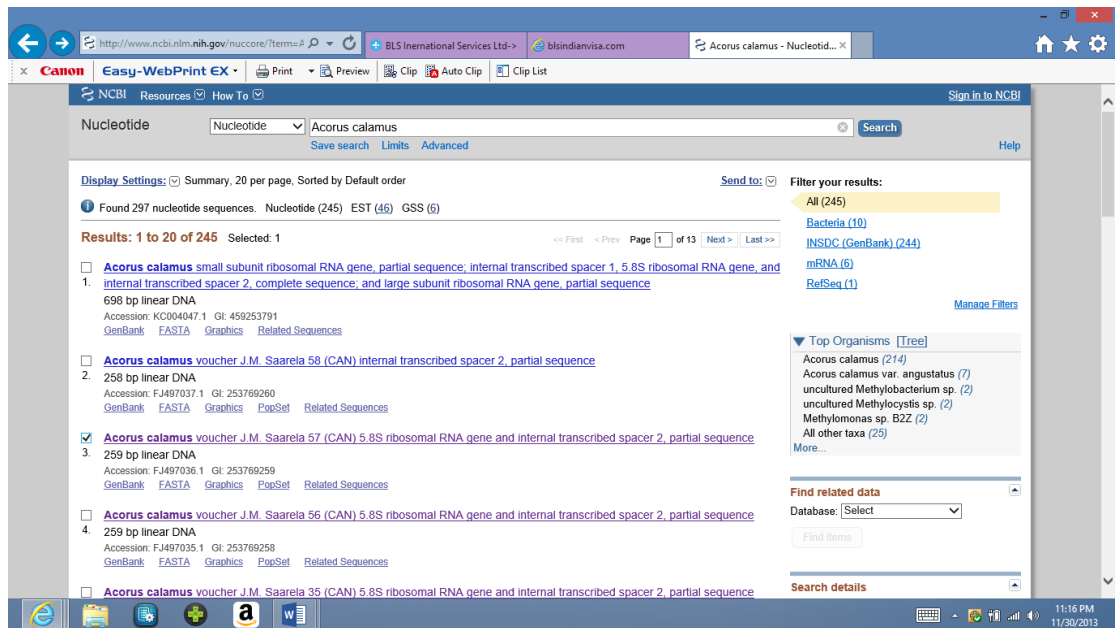 http://www.ncbi.nlm.nih.gov/nuccore/?term=A
BLS Inernational Services Ltd->
blsindianvisa.com
Acorus calamus - Nucleotid...
x Canon Easy-WebPrint EX Print Preview Clip Auto Clip Clip List
NCBI Resources How To Sign in to NCBI
Nucleotide Nucleotide Acorus calamus Search
Save search Limits Advanced Help
Display Settings: Summary, 20 per page, Sorted by Default order Send to:
Found 297 nucleotide sequences. Nucleotide (245) EST (46) GSS (6)
Results: 1 to 20 of 245 Selected: 1 << First < Prev Page 1 of 13 Next > Last >>
Acorus calamus small subunit ribosomal RNA gene, partial sequence; internal transcribed spacer 1, 5.8S ribosomal RNA gene, and
1. internal transcribed spacer 2, complete sequence; and large subunit ribosomal RNA gene, partial sequence
698 bp linear DNA
Accession: KC004047.1 GI: 459253791
GenBank FASTA Graphics Related Sequences
Acorus calamus voucher J.M. Saarela 58 (CAN) internal transcribed spacer 2, partial sequence
2. 258 bp linear DNA
Accession: FJ497037.1 GI: 253769260
GenBank FASTA Graphics PopSet Related Sequences
Acorus calamus voucher J.M. Saarela 57 (CAN) 5.8S ribosomal RNA gene and internal transcribed spacer 2, partial sequence
3. 259 bp linear DNA
Accession: FJ497036.1 GI: 253769259
GenBank FASTA Graphics PopSet Related Sequences
Acorus calamus voucher J.M. Saarela 56 (CAN) 5.8S ribosomal RNA gene and internal transcribed spacer 2, partial sequence
4. 259 bp linear DNA
Accession: FJ497035.1 GI: 253769258
GenBank FASTA Graphics PopSet Related Sequences
Acorus calamus voucher J.M. Saarela 35 (CAN) 5.8S ribosomal RNA gene and internal transcribed spacer 2, partial sequence
Filter your results:
All (245)
Bacteria (10)
INSDC (GenBank) (244)
mRNA (6)
RefSeq (1)
Manage Filters
Top Organisms [Tree]
Acorus calamus (214)
Acorus calamus var. angustatus (7)
uncultured Methylobacterium sp. (2)
uncultured Methylocystis sp. (2)
Methylomonas sp. B2Z (2)
All other taxa (25)
More...
Find related data
Database: Select
Find items
Search details
11:16 PM
11/30/2013